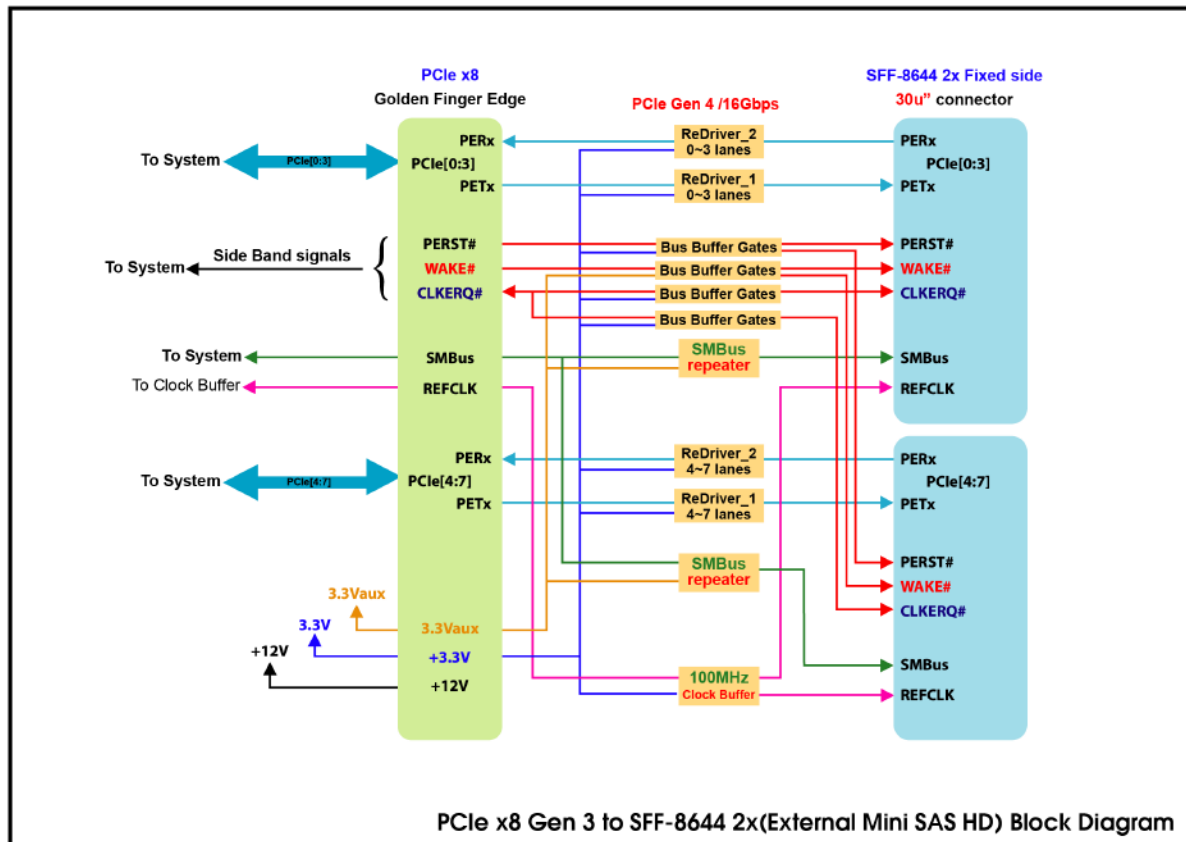 PCIe x8
Golden Finger Edge
PCIe Gen 4 /16Gbps
SFF-8644 2x Fixed side
30u” connector
To System
PCIe[0:3]
PERx
PCIe[0:3]
PETx
ReDriver_2
0~3 lanes
ReDriver_1
0~3 lanes
PERx
PCIe[0:3]
PETx
To System
Side Band signals
{
PERST#
WAKE#
CLKERQ#
Bus Buffer Gates
Bus Buffer Gates
Bus Buffer Gates
Bus Buffer Gates
PERST#
WAKE#
CLKERQ#
To System
SMBus
SMBus
repeater
SMBus
To Clock Buffer
REFCLK
REFCLK
To System
PCIe[4:7]
PERx
PCIe[4:7]
PETx
ReDriver_2
4~7 lanes
ReDriver_1
4~7 lanes
PERx
PCIe[4:7]
PETx
SMBus
repeater
PERST#
WAKE#
CLKERQ#
3.3Vaux
3.3V
+12V
3.3Vaux
+3.3V
+12V
100MHz
Clock Buffer
SMBus
REFCLK
PCIe x8 Gen 3 to SFF-8644 2x(External Mini SAS HD) Block Diagram